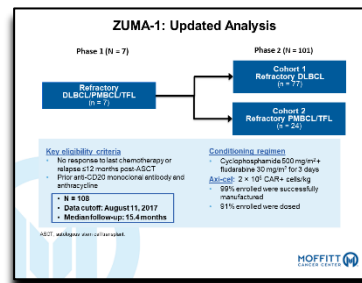 ZUMA-1: Updated Analysis
Phase 1 (N = 7)
Phase 2 (N = 101)
Refractory
DLBCL/PMBCL/TFL
(n = 7)
Cohort 1
Refractory DLBCL
(n = 77)
Cohort 2
Refractory PMBCL/TFL
(n = 24)
Key eligibility criteria
• No response to last chemotherapy or
relapse ≤12 months post-ASCT
• Prior anti-CD20 monoclonal antibody and
anthracycline
• N = 108
• Data cutoff: August 11, 2017
• Median follow-up: 15.4 months
Conditioning regimen
• Cyclophosphamide 500 mg/m² +
fludarabine 30 mg/m² for 3 days
Axi-cel: 2 × 10⁶ CAR+ cells/kg
• 99% enrolled were successfully
manufactured
• 91% enrolled were dosed
ASCT, autologous stem cell transplant.
MOFFITT
CANCER CENTER